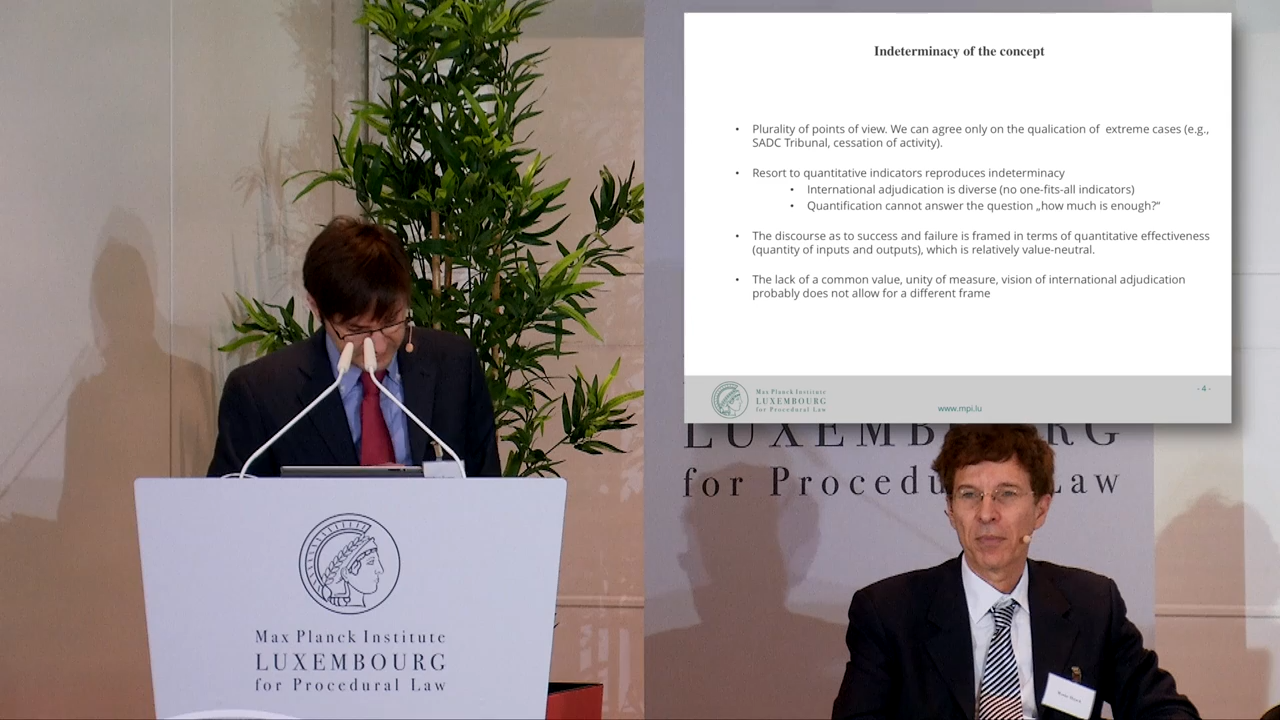 Indeterminacy of the concept
• Plurality of points of view. We can agree only on the qualication of extreme cases (e.g.,
SADC Tribunal, cessation of activity).
• Resort to quantitative indicators reproduces indeterminacy
• International adjudication is diverse (no one-fits-all indicators)
• Quantification cannot answer the question „how much is enough?“
• The discourse as to success and failure is framed in terms of quantitative effectiveness
(quantity of inputs and outputs), which is relatively value-neutral.
• The lack of a common value, unity of measure, vision of international adjudication
probably does not allow for a different frame
Max Planck Institute
LUXEMBOURG
for Procedural Law
www.mpi.lu
- 4 -
LUXEMB RG
for Procedu Law
Max Planck Institute
LUXEMBOURG
for Procedural Law